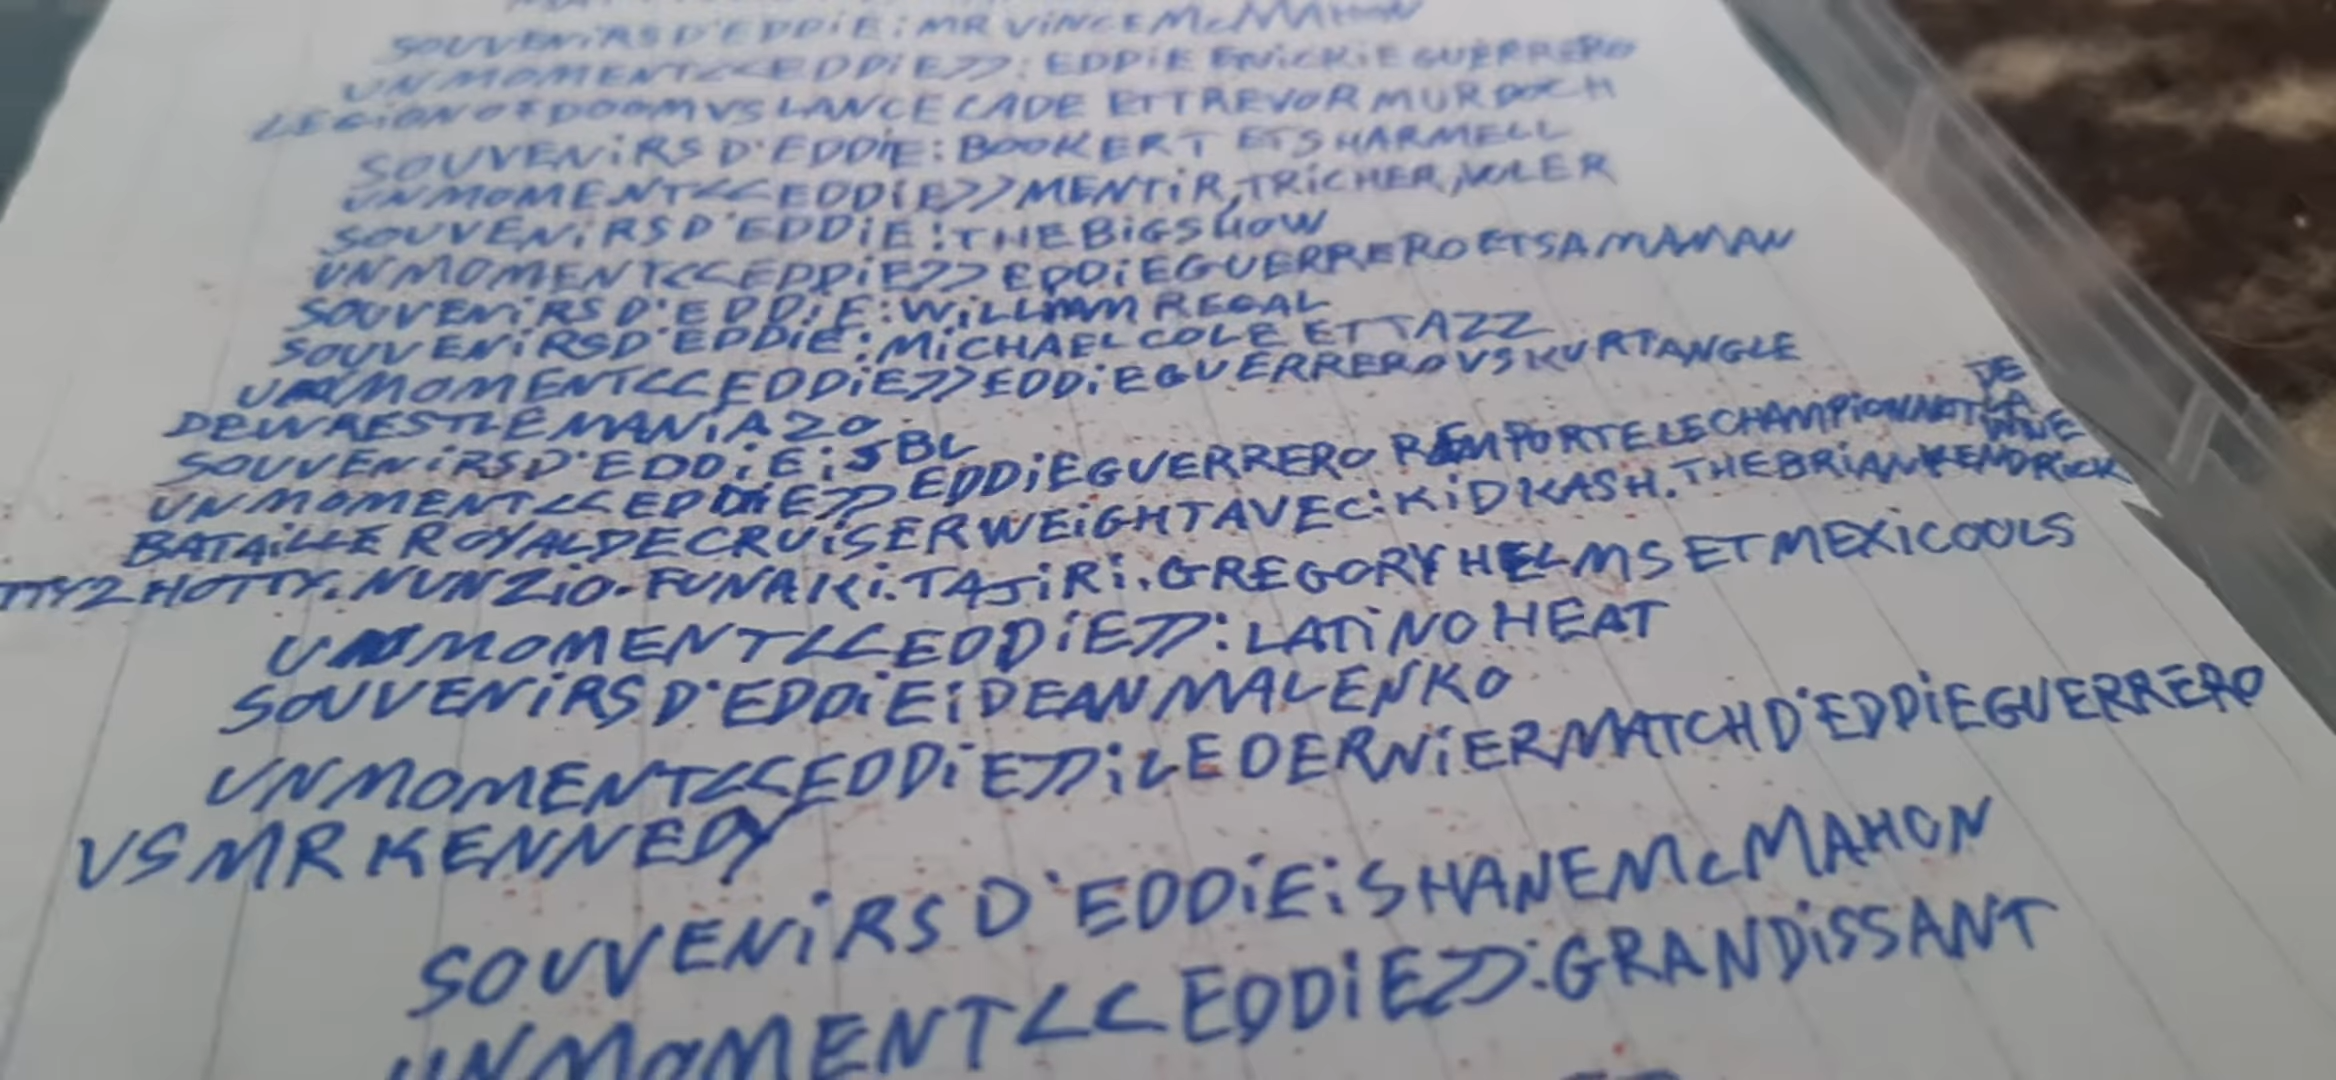 SOUVENIRS D'EDDIE: MR VINCE McMAHON
UN MOMENT <<EDDIE>>: EDDIE ET VICKIE GUERRERO
LEGION OF DOOM VS LANCE CADE ET TREVOR MURDOCH
SOUVENIRS D'EDDIE: BOOKER T ET SHARMELL
UN MOMENT <<EDDIE>> MENTIR, TRICHER, VOLER
SOUVENIRS D'EDDIE: THE BIG SHOW
UN MOMENT <<EDDIE>> EDDIE GUERRERO ET SA MAMAN
SOUVENIRS D'EDDIE: WILLIAM REGAL
SOUVENIRS D'EDDIE: MICHAEL COLE ET TAZZ
UN MOMENT <<EDDIE>> EDDIE GUERRERO VS KURT ANGLE
DE WRESTLEMANIA 20
SOUVENIRS D'EDDIE: JBL
UN MOMENT <<EDDIE>> EDDIE GUERRERO REMPORTE LE CHAMPIONNAT DE LA WWE
BATAILLE ROYAL DE CRUISERWEIGHT AVEC: KID KASH. THE BRIAN KENDRICK
TTY 2 HOTTY. NUNZIO. FUNAKI. TAJIRI. GREGORY HELMS ET MEXICOOLS
UN MOMENT <<EDDIE>>: LATINO HEAT
SOUVENIRS D'EDDIE: DEAN MALENKO
UN MOMENT <<EDDIE>>: LE DERNIER MATCH D'EDDIE GUERRERO
VS MR KENNEDY
SOUVENIRS D'EDDIE: SHANE McMAHON
UN MOMENT <<EDDIE>>: GRANDISSANT